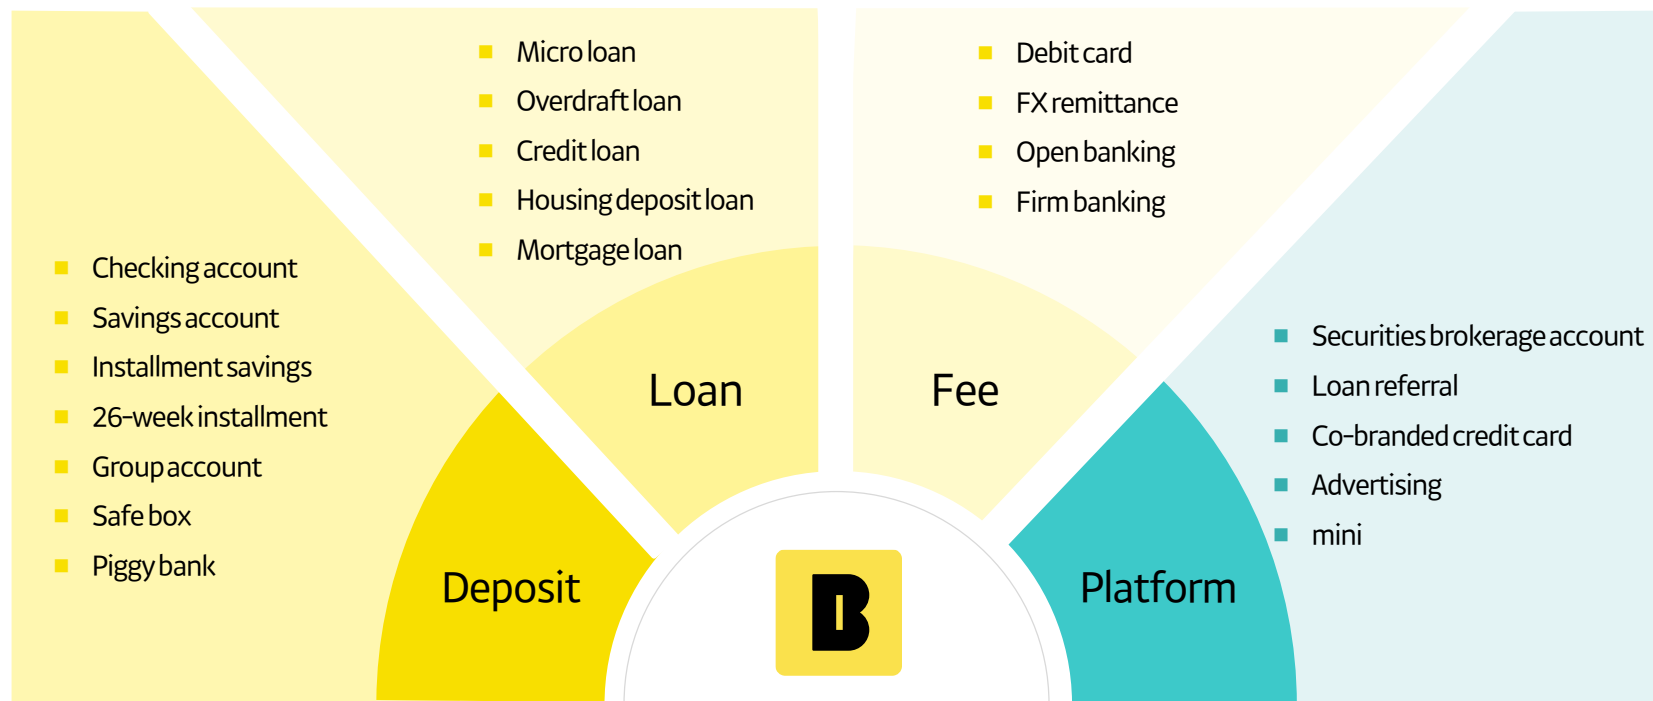 Checking account
Savings account
Installment savings
26-week installment
Group account
Safe box
Piggy bank
Deposit
Micro loan
Overdraft loan
Credit loan
Housing deposit loan
Mortgage loan
Loan
Debit card
FX remittance
Open banking
Firm banking
Fee
Securities brokerage account
Loan referral
Co-branded credit card
Advertising
mini
Platform
B